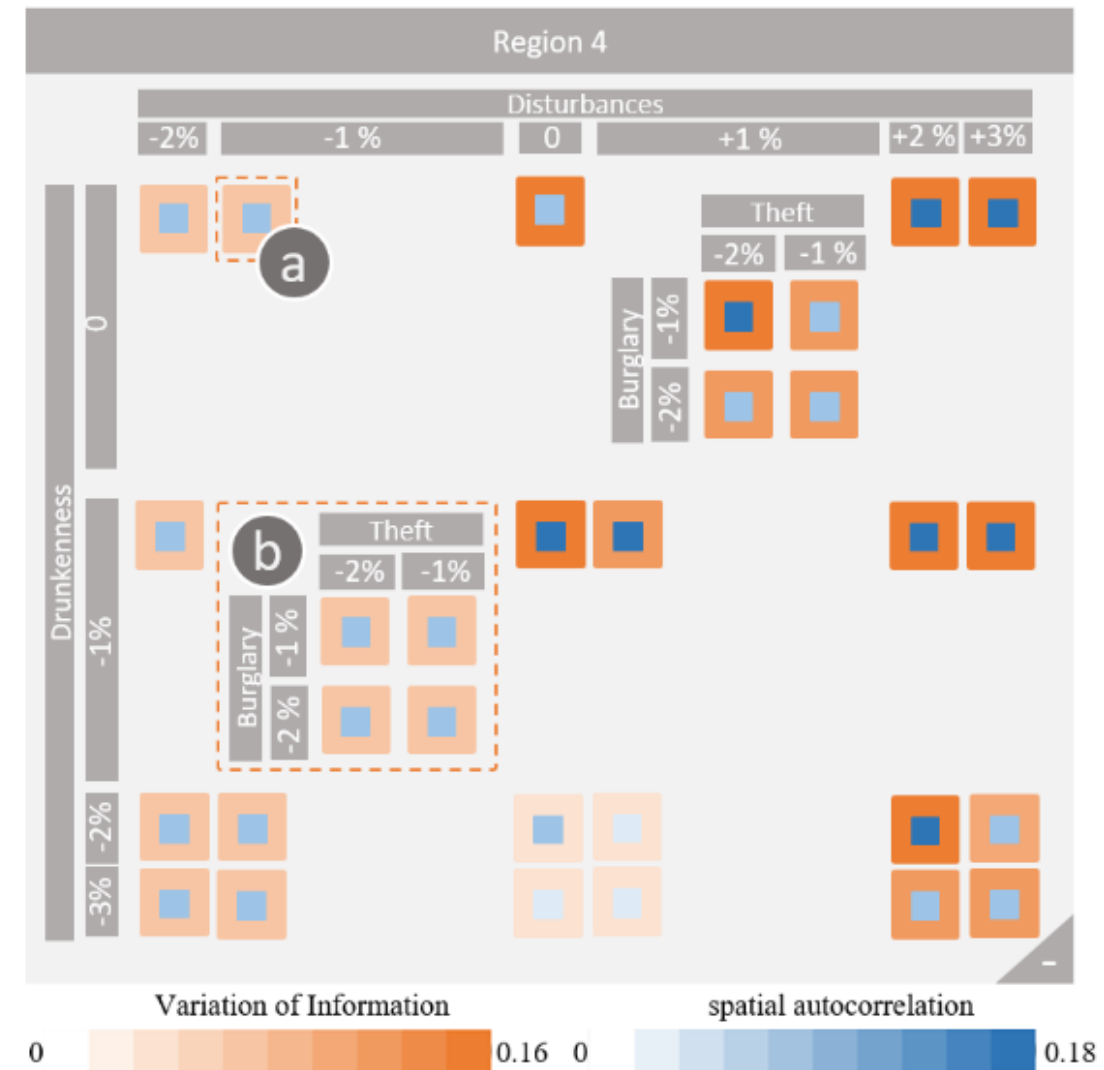 Region 4
Disturbances
-2% -1 % 0 +1 % +2 % +3%
Drunkenness
0
a
Theft
-2% -1 %
Burglary
-1%
-2%
-1%
b
Theft
-2% -1%
Burglary
-1 %
-2 %
-2%
-3%
-
Variation of Information spatial autocorrelation
0 0.16 0 0.18